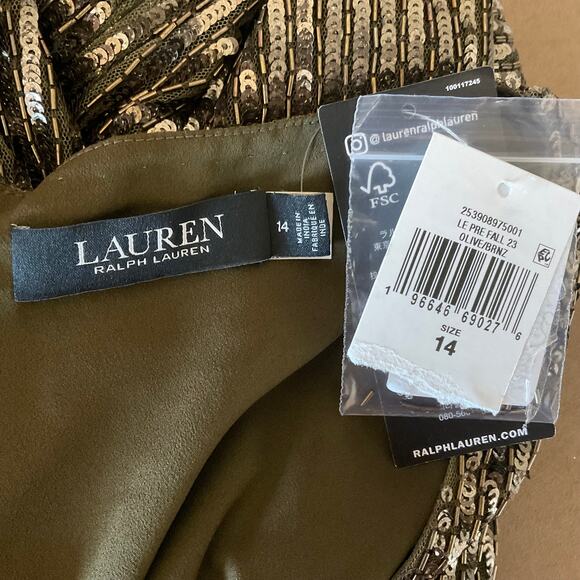 100117245
@laurenralphlauren
FSC
253908975001
LE PRE FALL 23
OLIVE/BRNZ
1 96646 69027 6
SIZE
14
RALPHLAUREN.COM
LAUREN
RALPH LAUREN
14
MADE IN
INDIA
FABRIQUE EN
INDE